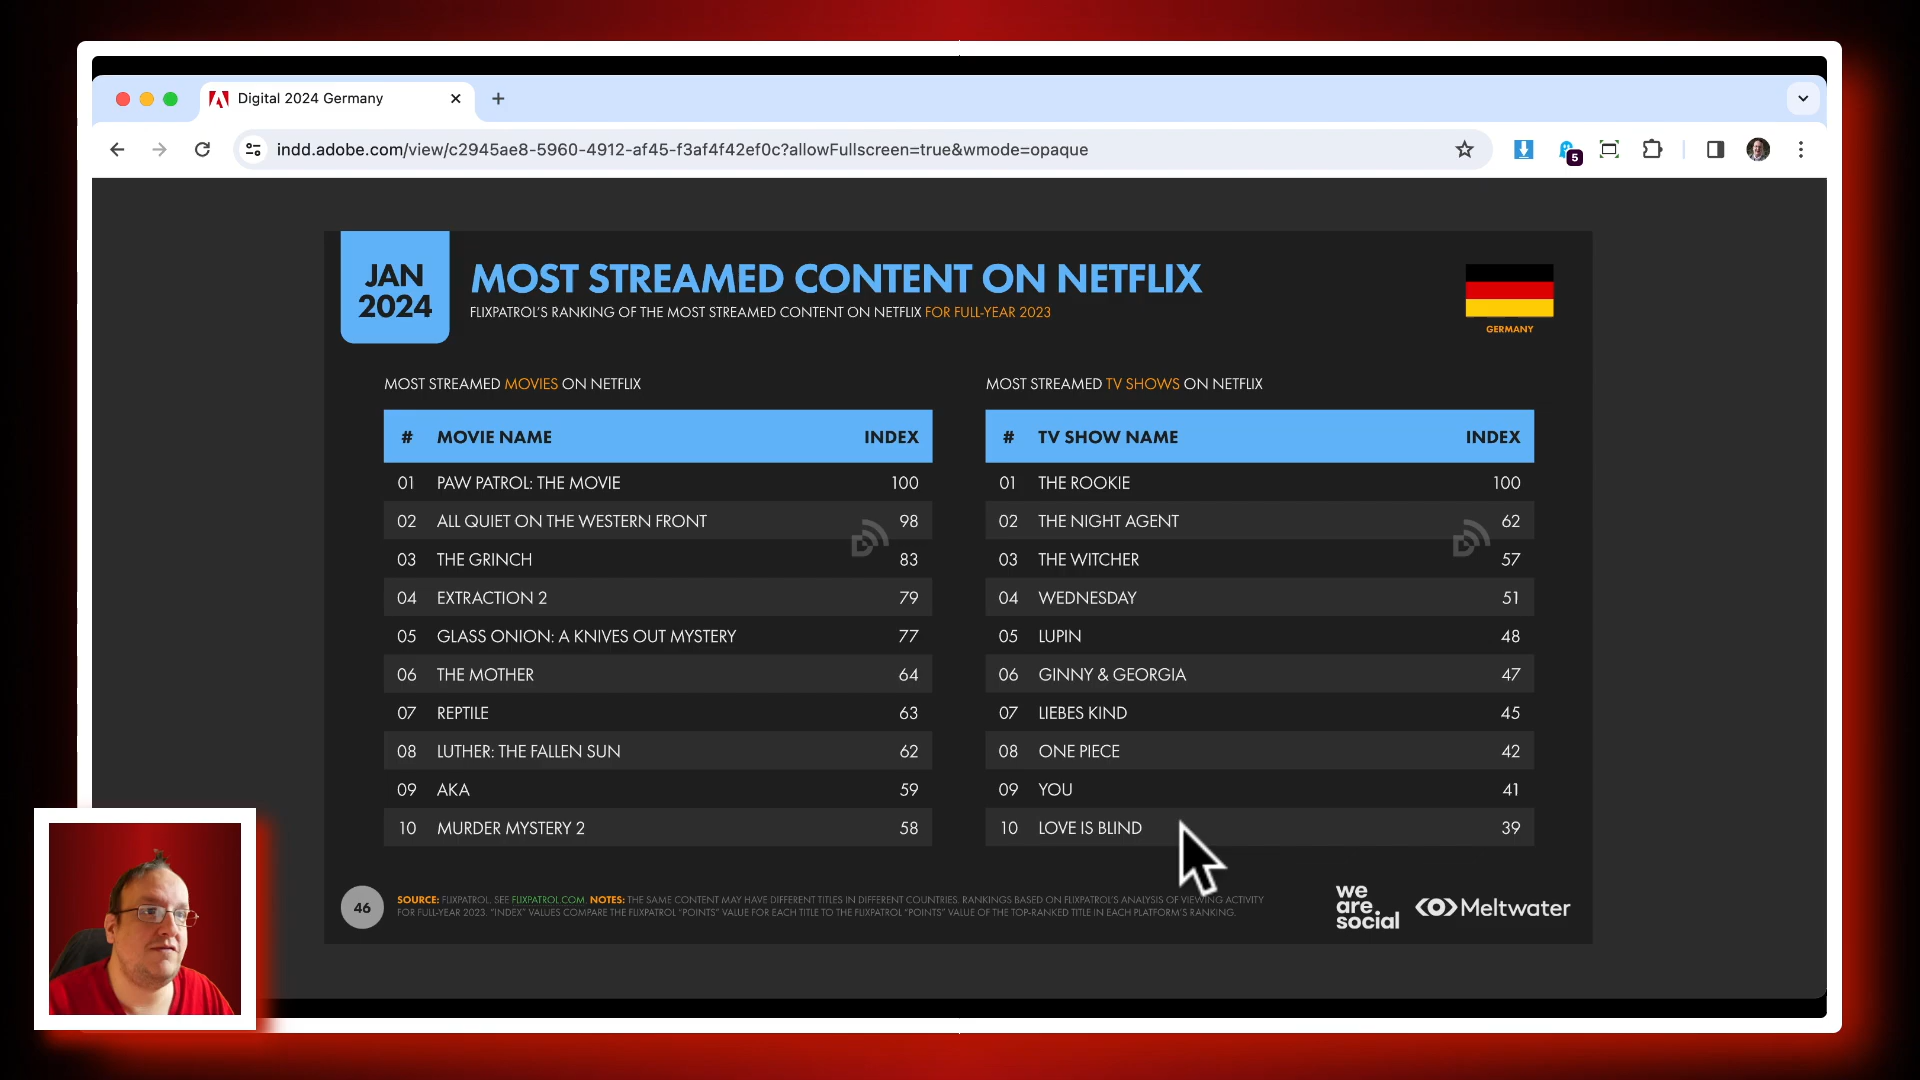 Digital 2024 Germany
indd.adobe.com/view/c2945ae8-5960-4912-af45-f3af4f42ef0c?allowFullscreen=true&wmode=opaque
5
JAN
2024
MOST STREAMED CONTENT ON NETFLIX
FLIXPATROL'S RANKING OF THE MOST STREAMED CONTENT ON NETFLIX FOR FULL-YEAR 2023
GERMANY
MOST STREAMED MOVIES ON NETFLIX
# MOVIE NAME INDEX
01 PAW PATROL: THE MOVIE 100
02 ALL QUIET ON THE WESTERN FRONT 98
03 THE GRINCH 83
04 EXTRACTION 2 79
05 GLASS ONION: A KNIVES OUT MYSTERY 77
06 THE MOTHER 64
07 REPTILE 63
08 LUTHER: THE FALLEN SUN 62
09 AKA 59
10 MURDER MYSTERY 2 58
MOST STREAMED TV SHOWS ON NETFLIX
# TV SHOW NAME INDEX
01 THE ROOKIE 100
02 THE NIGHT AGENT 62
03 THE WITCHER 57
04 WEDNESDAY 51
05 LUPIN 48
06 GINNY & GEORGIA 47
07 LIEBES KIND 45
08 ONE PIECE 42
09 YOU 41
10 LOVE IS BLIND 39
46
SOURCE: FLIXPATROL. SEE FLIXPATROL.COM. NOTES: THE SAME CONTENT MAY HAVE DIFFERENT TITLES IN DIFFERENT COUNTRIES. RANKINGS BASED ON FLIXPATROL'S ANALYSIS OF VIEWING ACTIVITY
FOR FULL-YEAR 2023. "INDEX" VALUES COMPARE THE FLIXPATROL "POINTS" VALUE FOR EACH TITLE TO THE FLIXPATROL "POINTS" VALUE OF THE TOP-RANKED TITLE IN EACH PLATFORM'S RANKING.
we
are
social
Meltwater